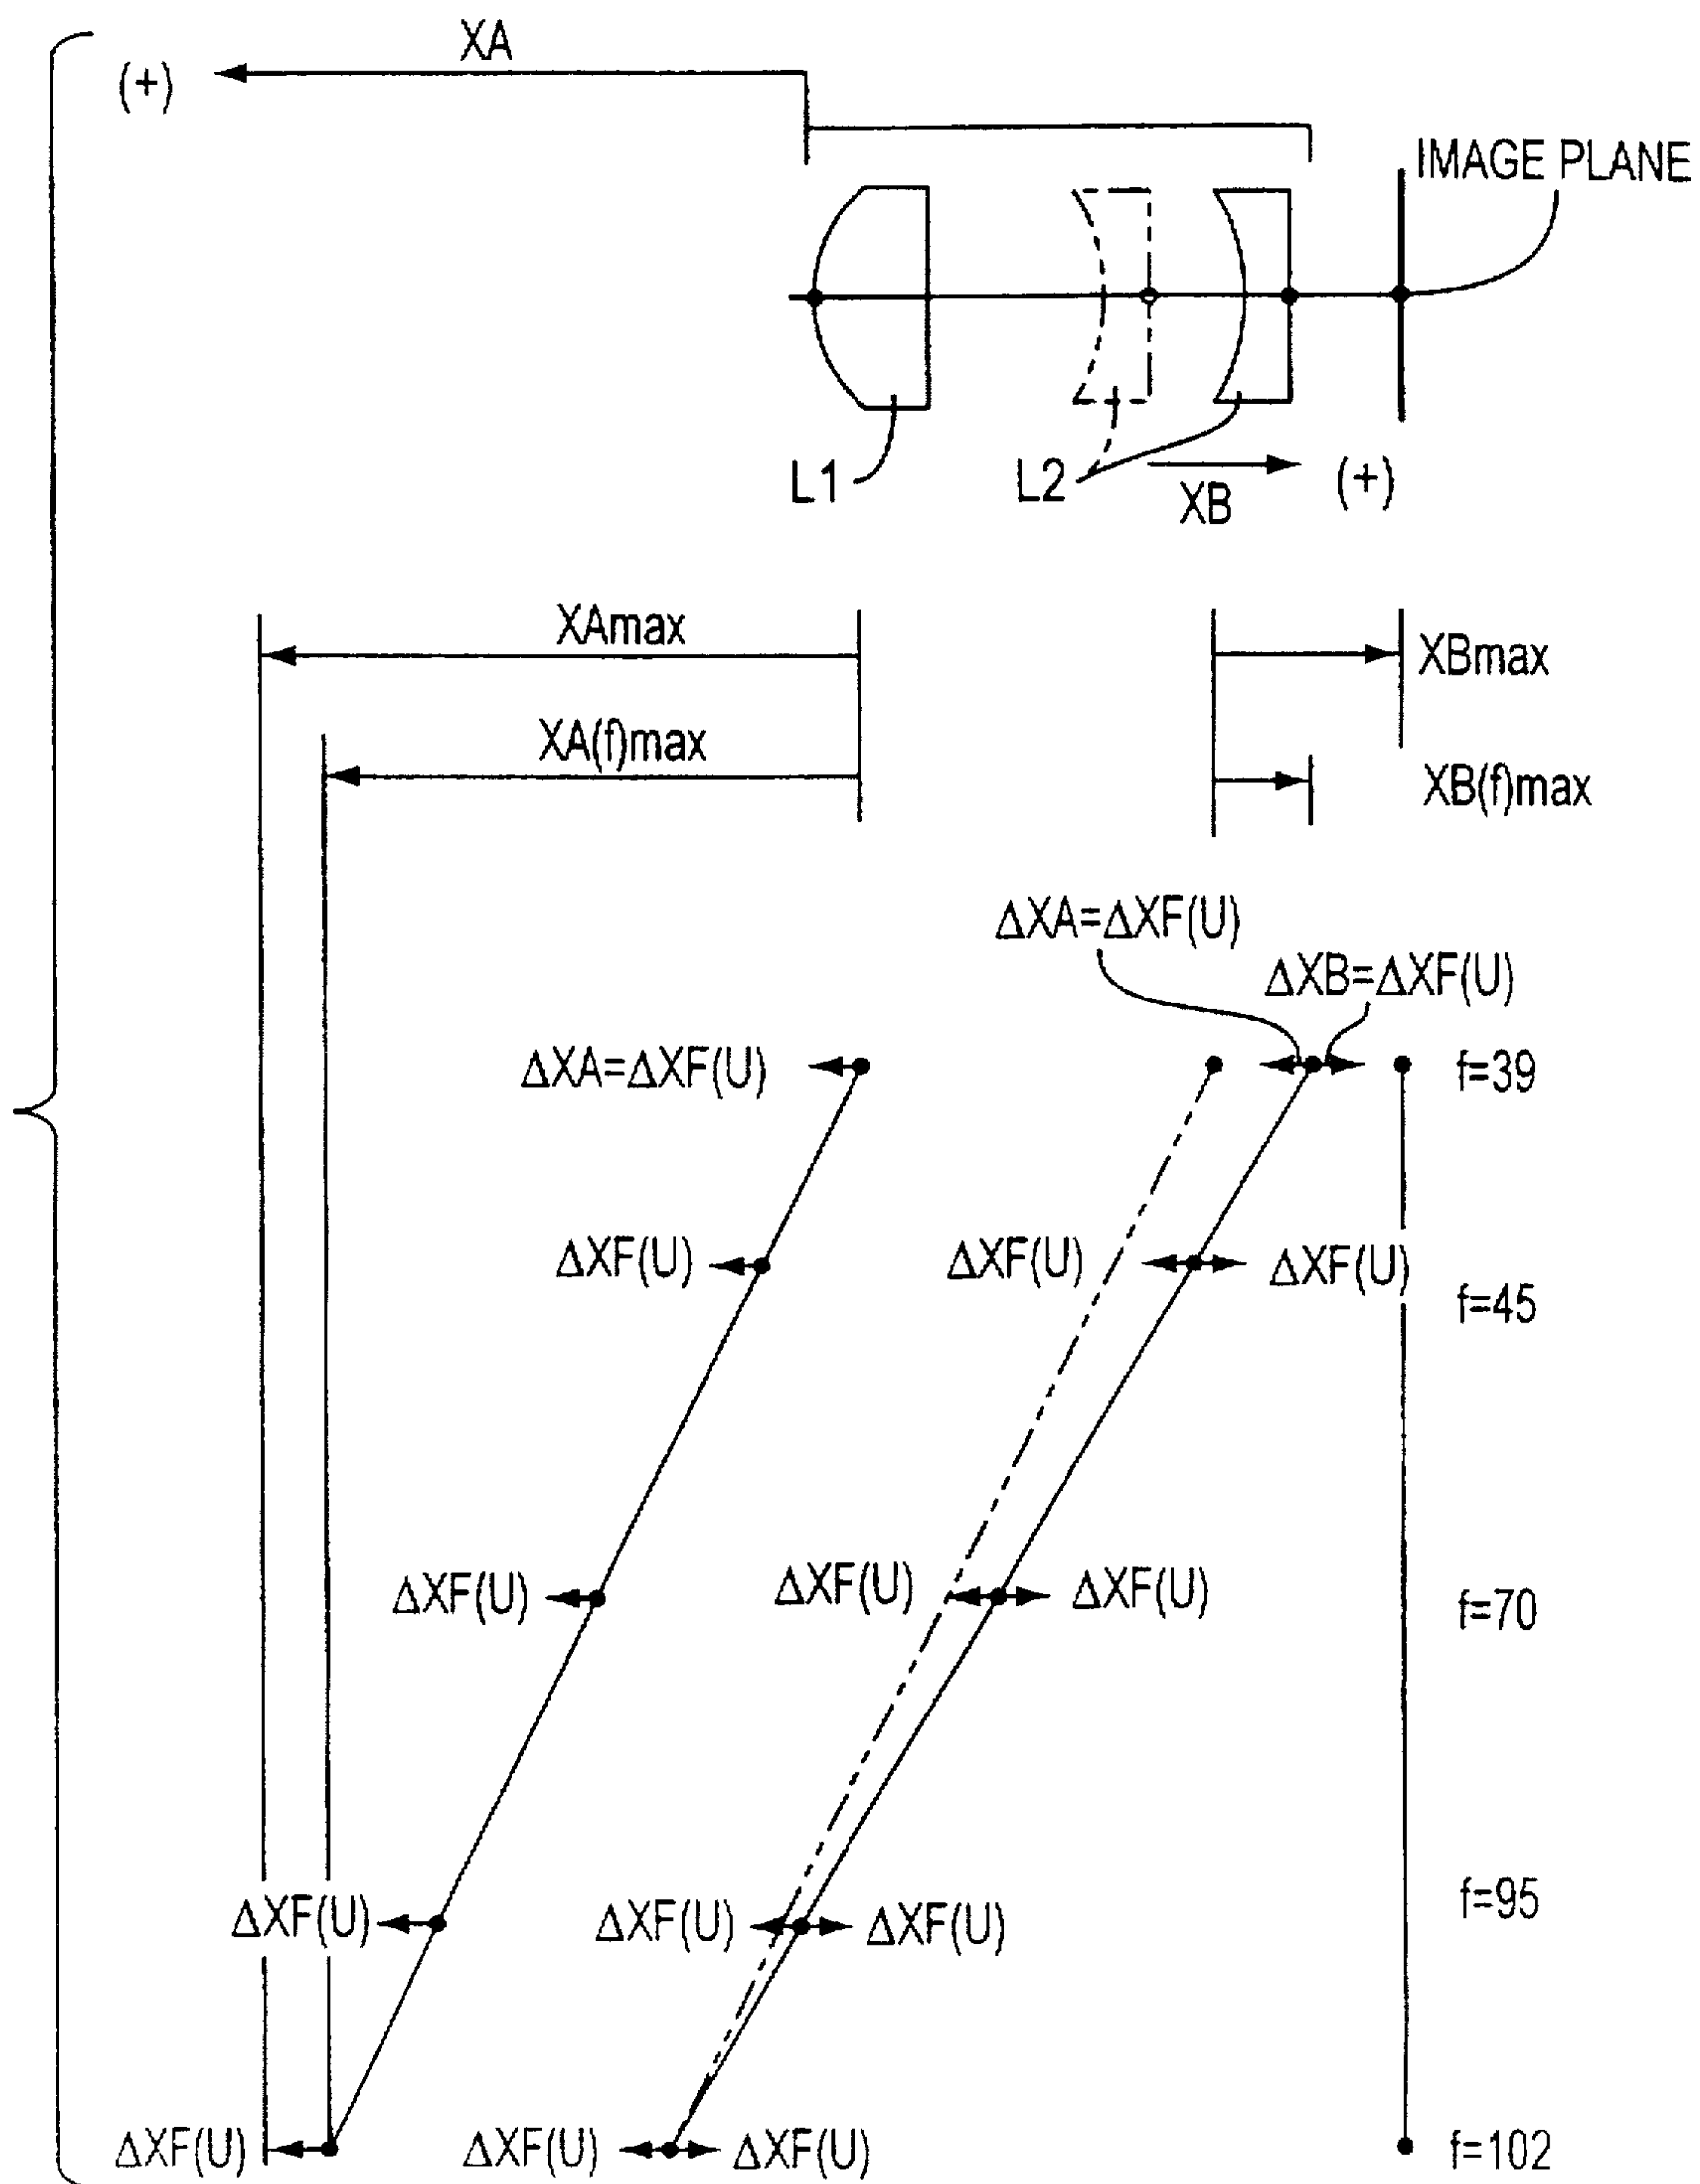 XA
(+)
IMAGE PLANE
L1
L2
XB
(+)
XAmax
XBmax
XA(f)max
XB(f)max
ΔXA=ΔXF(U)
ΔXB=ΔXF(U)
ΔXA=ΔXF(U)
f=39
ΔXF(U)
ΔXF(U)
ΔXF(U)
f=45
ΔXF(U)
ΔXF(U)
ΔXF(U)
f=70
ΔXF(U)
ΔXF(U)
ΔXF(U)
f=95
ΔXF(U)
ΔXF(U)
ΔXF(U)
f=102